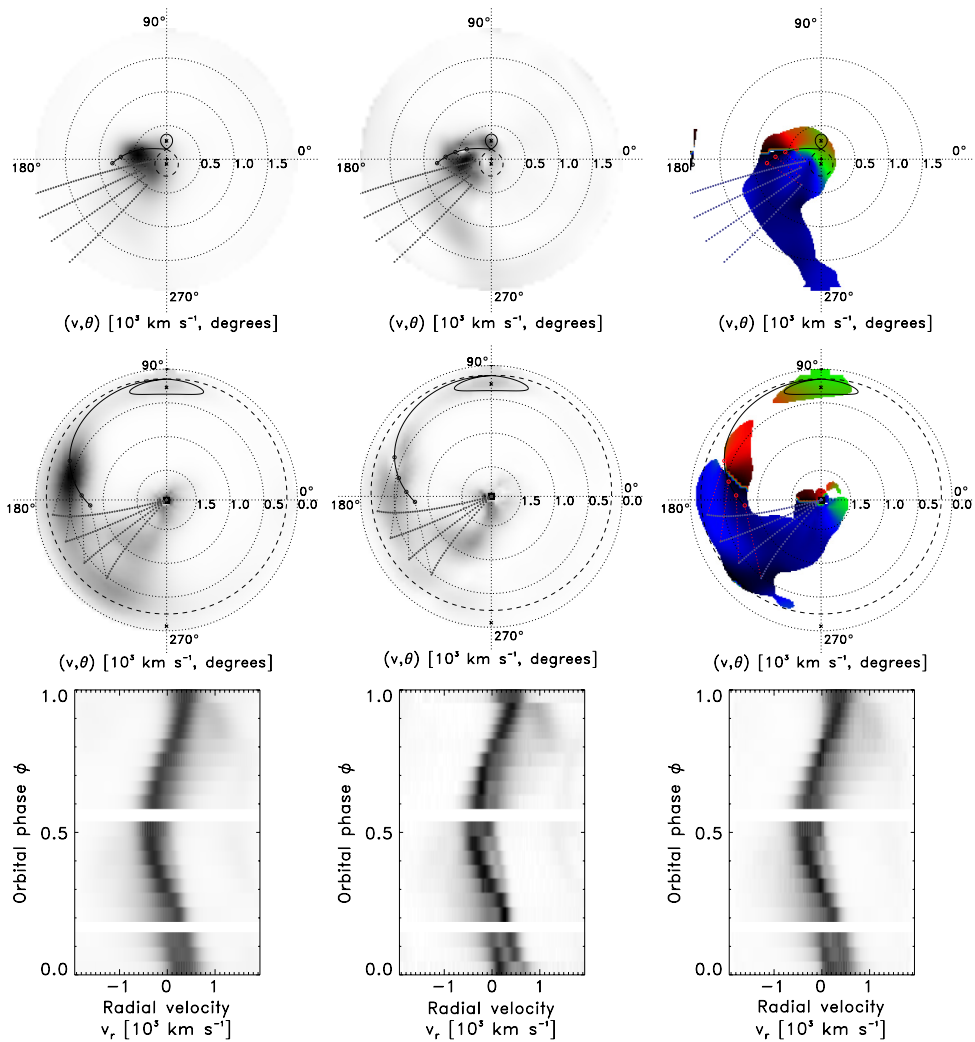 90° 90° 90°
180° 0.5 1.0 1.5 0° 180° 0.5 1.0 1.5 0° 180° 0.5 1.0 1.5 0°
270° 270° 270°
(v,θ) [10³ km s⁻¹, degrees] (v,θ) [10³ km s⁻¹, degrees] (v,θ) [10³ km s⁻¹, degrees]
90° 90° 90°
180° 1.5 1.0 0.5 0.0 0° 180° 1.5 1.0 0.5 0.0 0° 180° 1.5 1.0 0.5 0.0 0°
270° 270° 270°
(v,θ) [10³ km s⁻¹, degrees] (v,θ) [10³ km s⁻¹, degrees] (v,θ) [10³ km s⁻¹, degrees]
1.0 1.0 1.0
Orbital phase ϕ Orbital phase ϕ Orbital phase ϕ
0.5 0.5 0.5
0.0 0.0 0.0
−1 0 1 −1 0 1 −1 0 1
Radial velocity Radial velocity Radial velocity
vᵣ [10³ km s⁻¹] vᵣ [10³ km s⁻¹] vᵣ [10³ km s⁻¹]